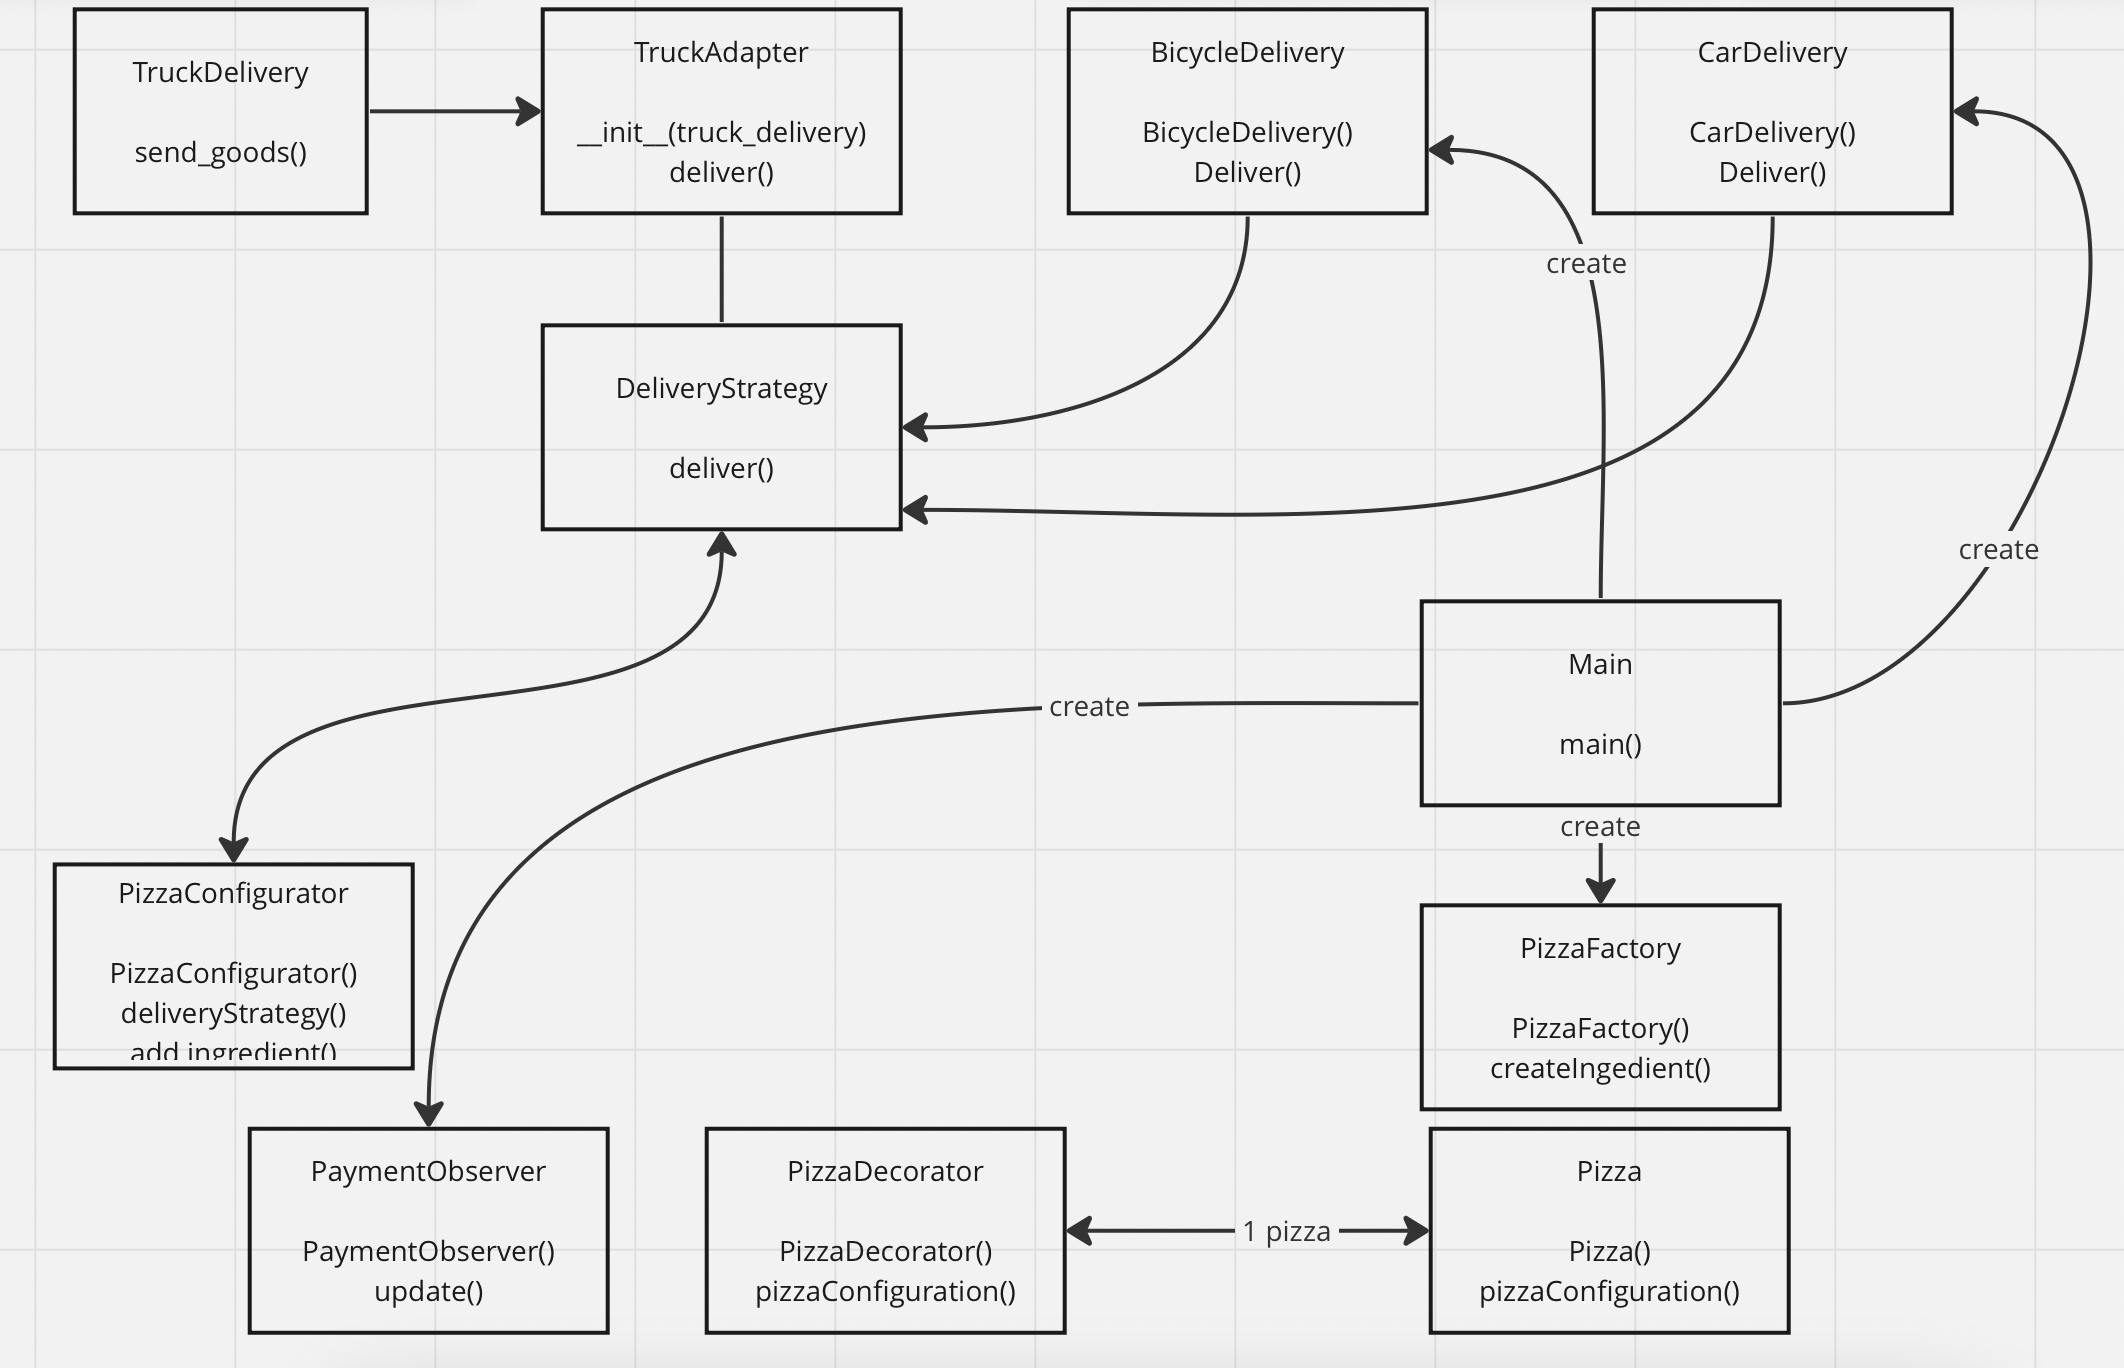 TruckDelivery
send_goods()
TruckAdapter
__init__(truck_delivery)
deliver()
BicycleDelivery
BicycleDelivery()
Deliver()
CarDelivery
CarDelivery()
Deliver()
create
DeliveryStrategy
deliver()
create
Main
main()
create
create
PizzaConfigurator
PizzaConfigurator()
deliveryStrategy()
add ingredient()
PizzaFactory
PizzaFactory()
createIngedient()
PaymentObserver
PaymentObserver()
update()
PizzaDecorator
PizzaDecorator()
pizzaConfiguration()
1 pizza
Pizza
Pizza()
pizzaConfiguration()